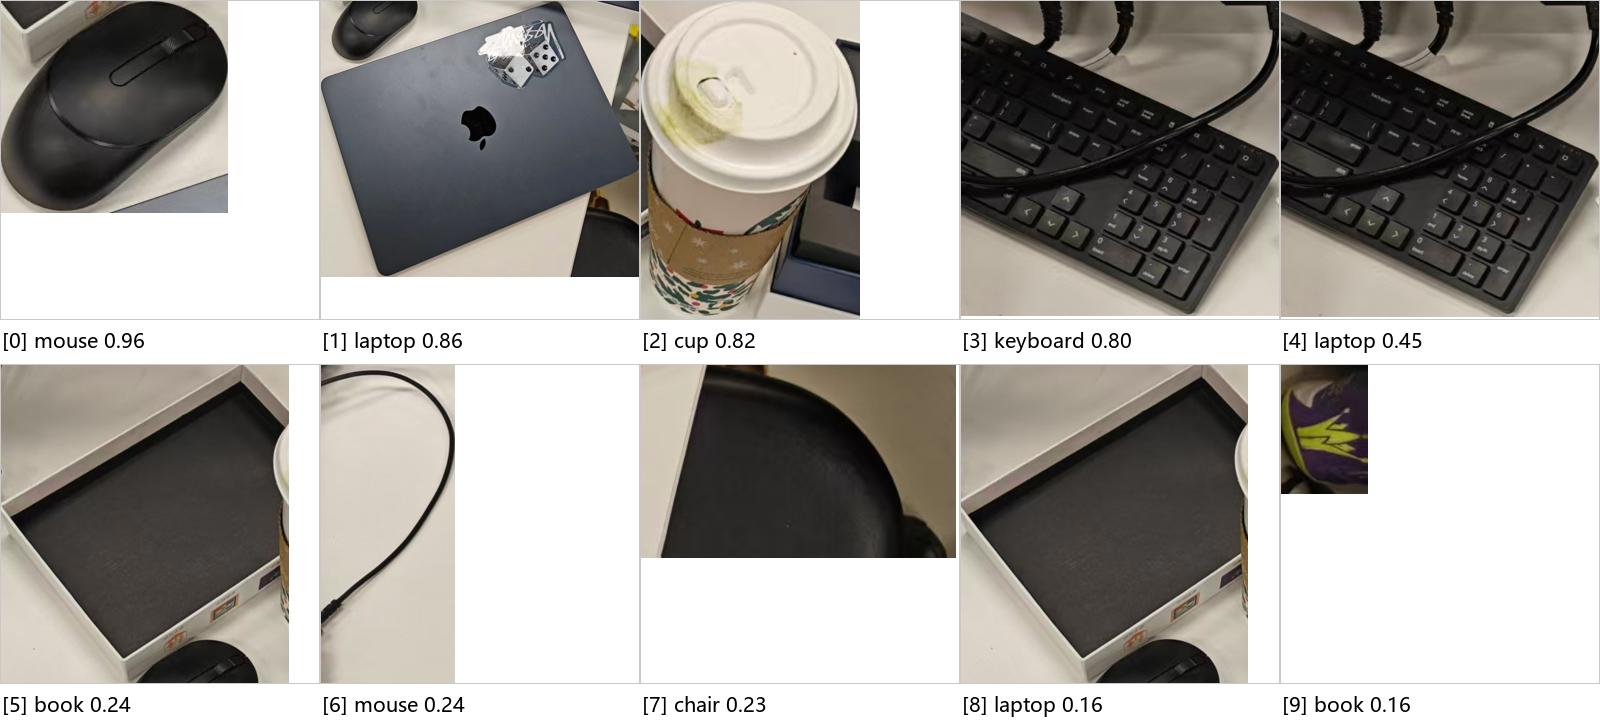 [0] mouse 0.96
[1] laptop 0.86
[2] cup 0.82
[3] keyboard 0.80
[4] laptop 0.45
[5] book 0.24
[6] mouse 0.24
[7] chair 0.23
[8] laptop 0.16
[9] book 0.16